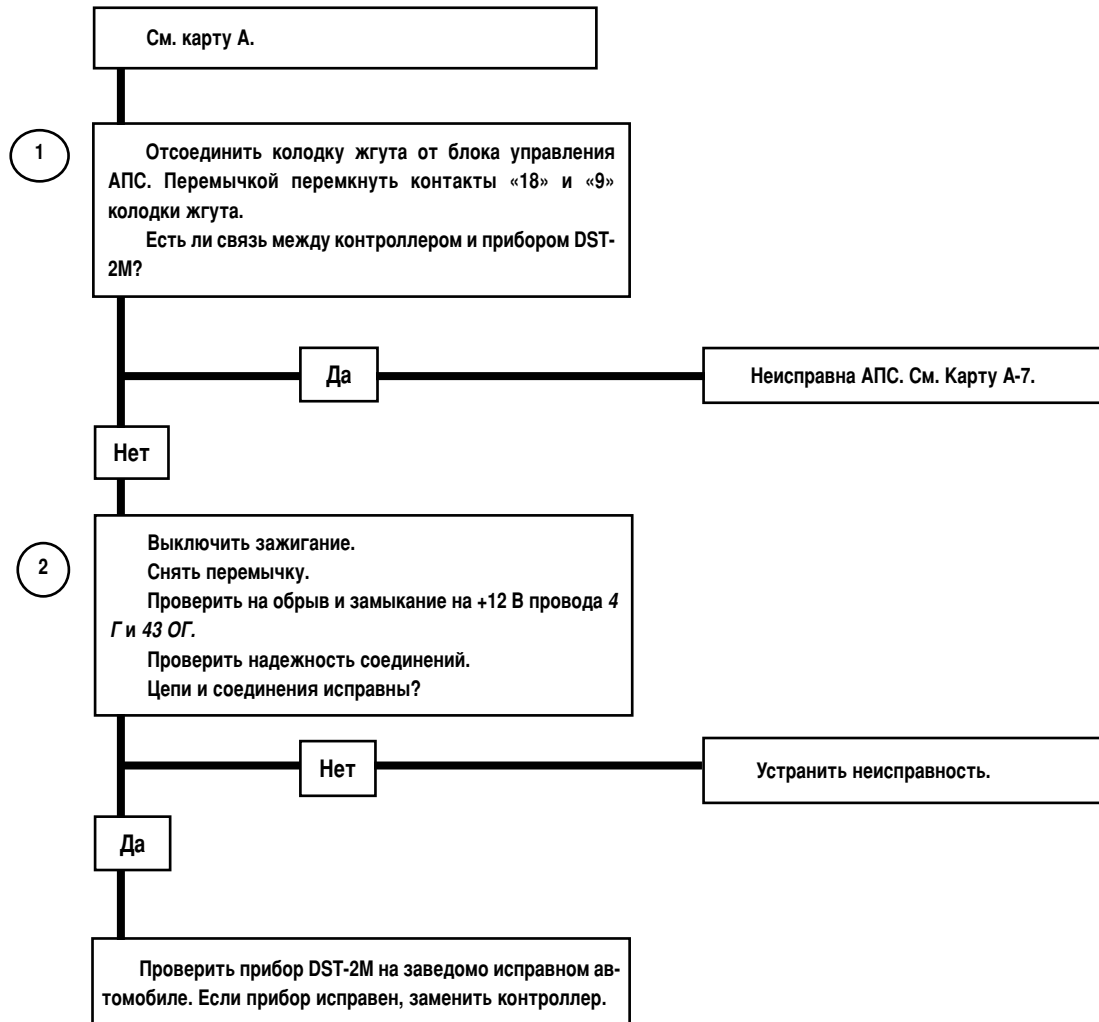 См. карту А.
1
Отсоединить колодку жгута от блока управления
АПС. Перемычкой перемкнуть контакты «18» и «9»
колодки жгута.
Есть ли связь между контроллером и прибором DST-
2М?
Да
Неисправна АПС. См. Карту А-7.
Нет
2
Выключить зажигание.
Снять перемычку.
Проверить на обрыв и замыкание на +12 В провода 4
Г и 43 ОГ.
Проверить надежность соединений.
Цепи и соединения исправны?
Нет
Устранить неисправность.
Да
Проверить прибор DST-2М на заведомо исправном ав-
томобиле. Если прибор исправен, заменить контроллер.